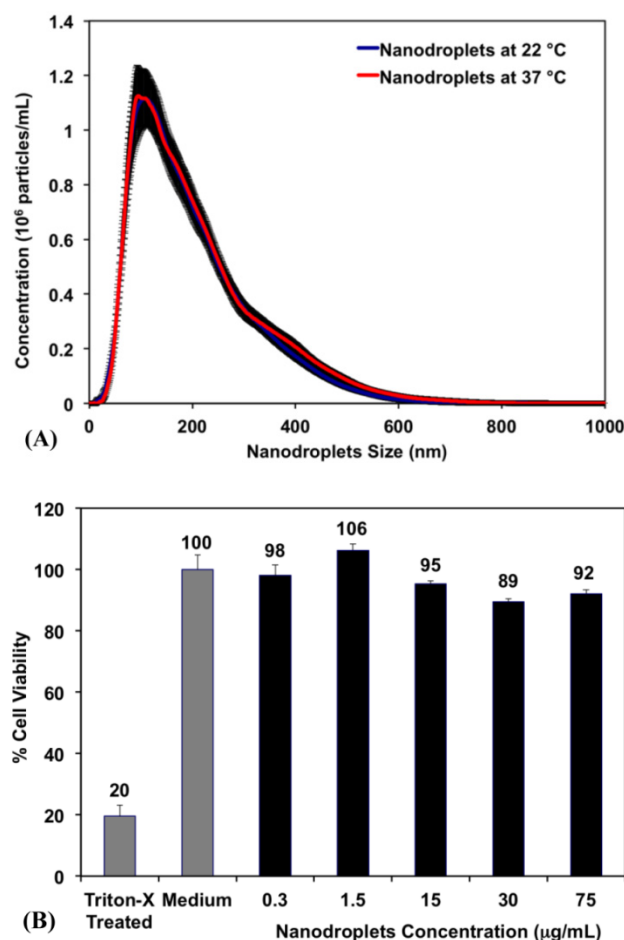 1.4
1.2
1
0.8
0.6
0.4
0.2
0
Concentration (10⁶ particles/mL)
Nanodroplets at 22 °C
Nanodroplets at 37 °C
0 200 400 600 800 1000
(A)
Nanodroplets Size (nm)
120
100
80
60
40
20
0
% Cell Viability
20 100 98 106 95 89 92
Triton-X Medium 0.3 1.5 15 30 75
Treated
(B)
Nanodroplets Concentration (µg/mL)